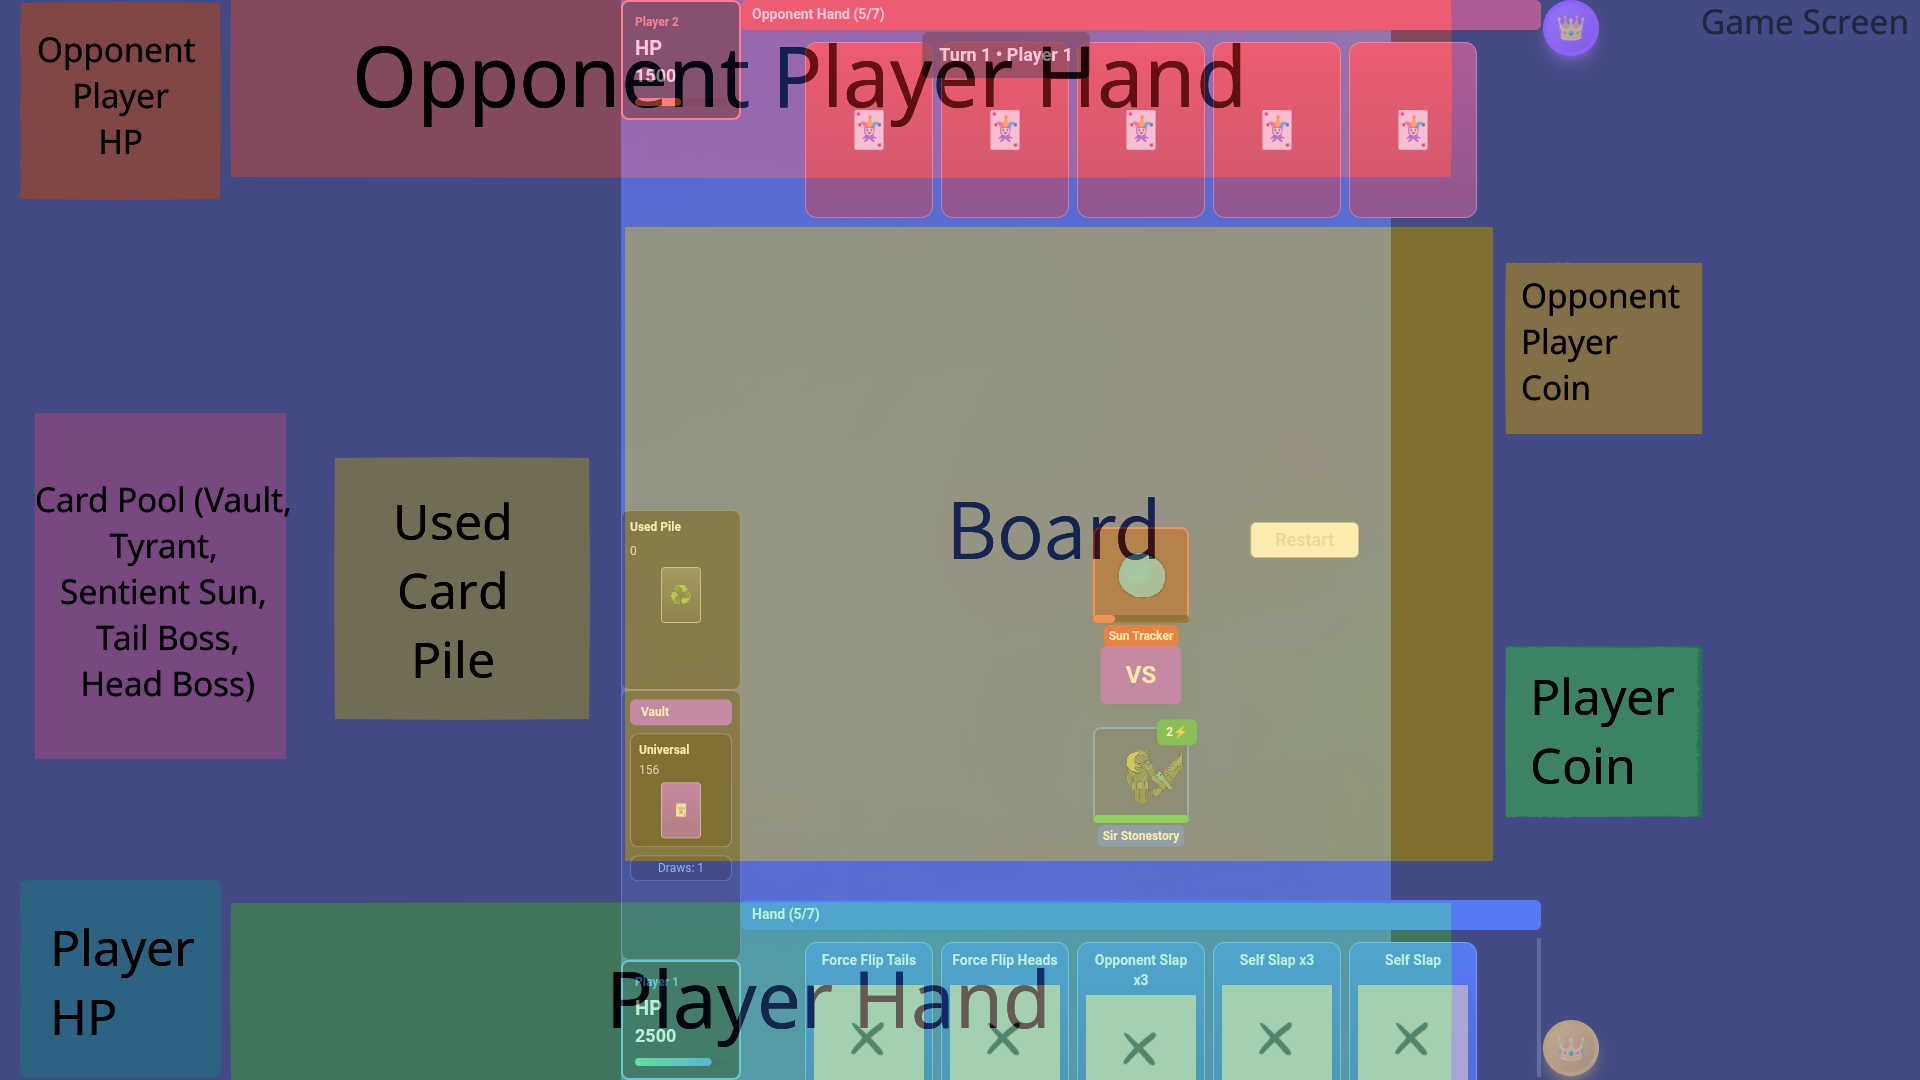 Opponent
Player
HP
Opponent Player Hand
Player 2
HP
1500
Opponent Hand (5/7)
Turn 1 • Player 1
Game Screen
Opponent
Player
Coin
Card Pool (Vault,
Tyrant,
Sentient Sun,
Tail Boss,
Head Boss)
Used
Card
Pile
Used Pile
0
Board
Restart
Sun Tracker
VS
2
Sir Stonestory
Vault
Universal
156
Draws: 1
Player
Coin
Player
HP
Player Hand
Player 1
HP
2500
Hand (5/7)
Force Flip Tails
Force Flip Heads
Opponent Slap
x3
Self Slap x3
Self Slap